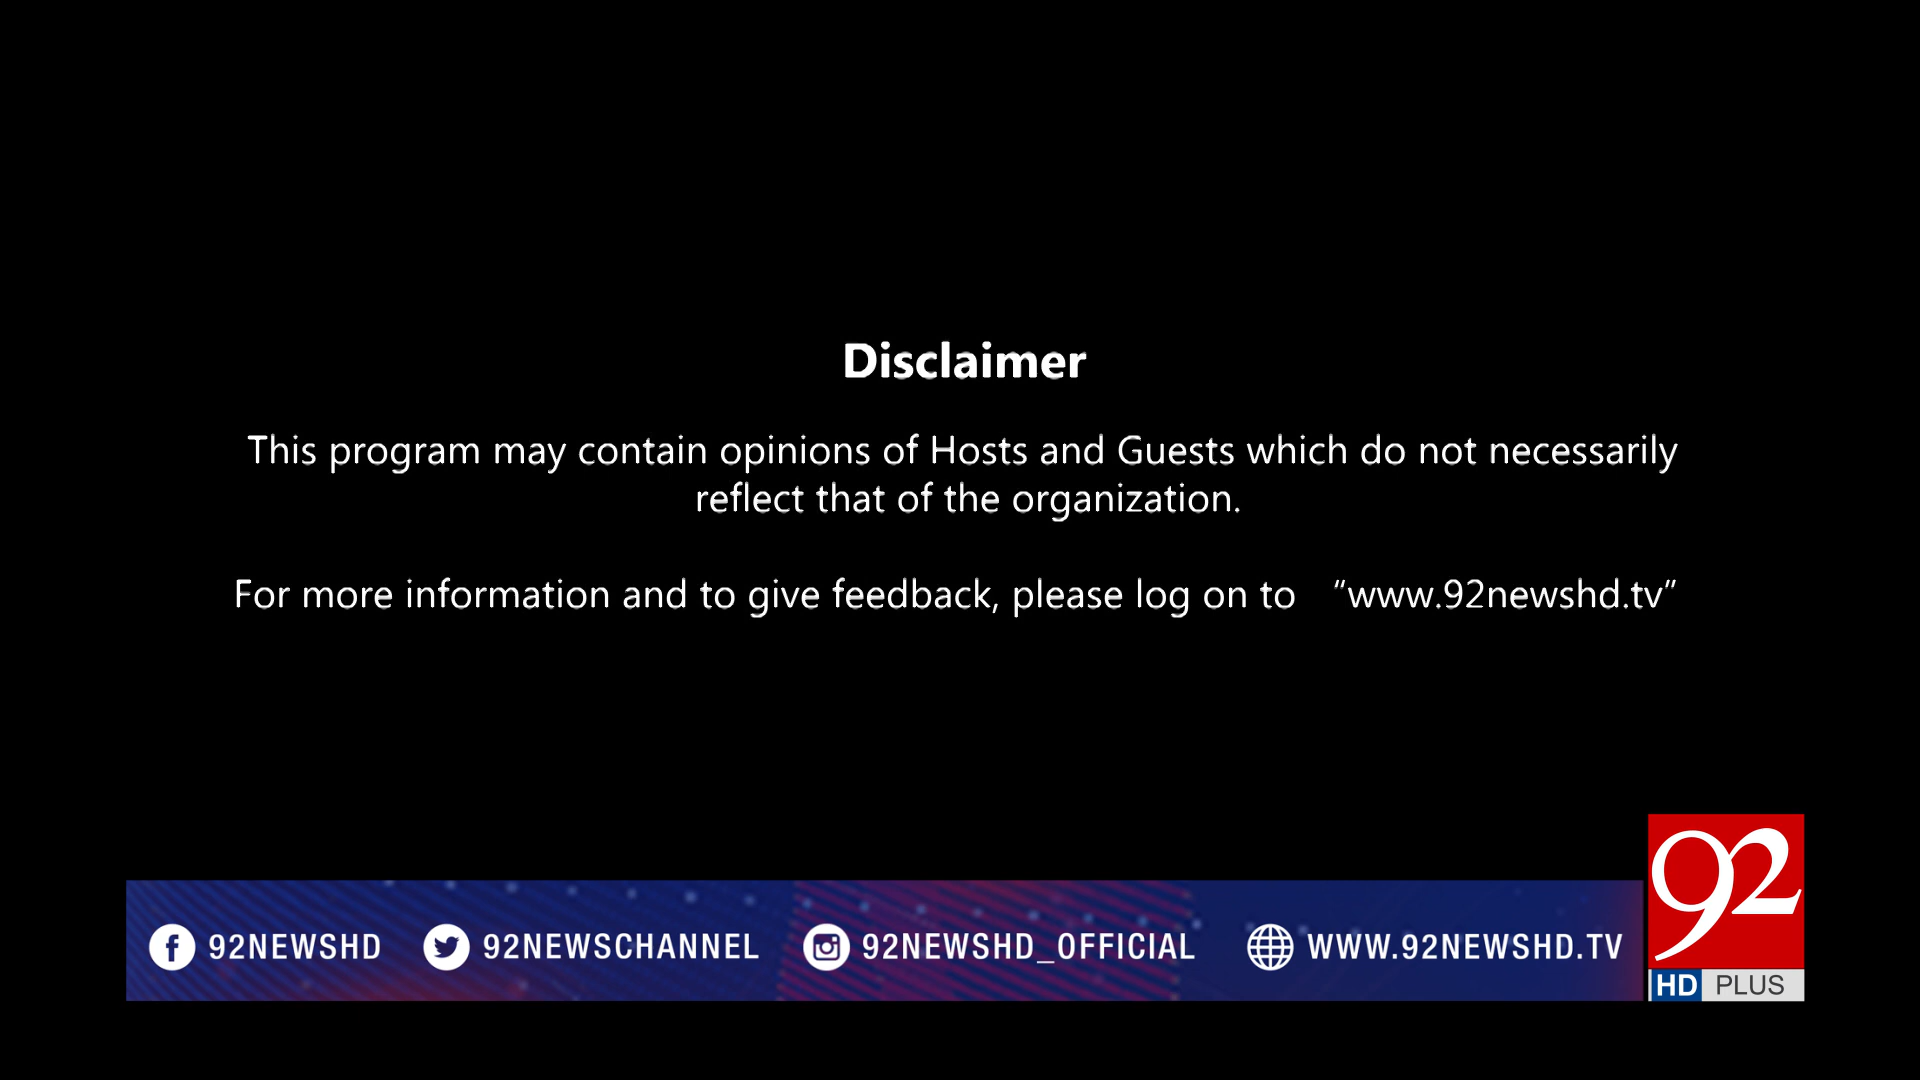 Disclaimer
This program may contain opinions of Hosts and Guests which do not necessarily
reflect that of the organization.
For more information and to give feedback, please log on to “www.92newshd.tv”
92NEWSHD 92NEWSCHANNEL 92NEWSHD_OFFICIAL WWW.92NEWSHD.TV
92
HD PLUS